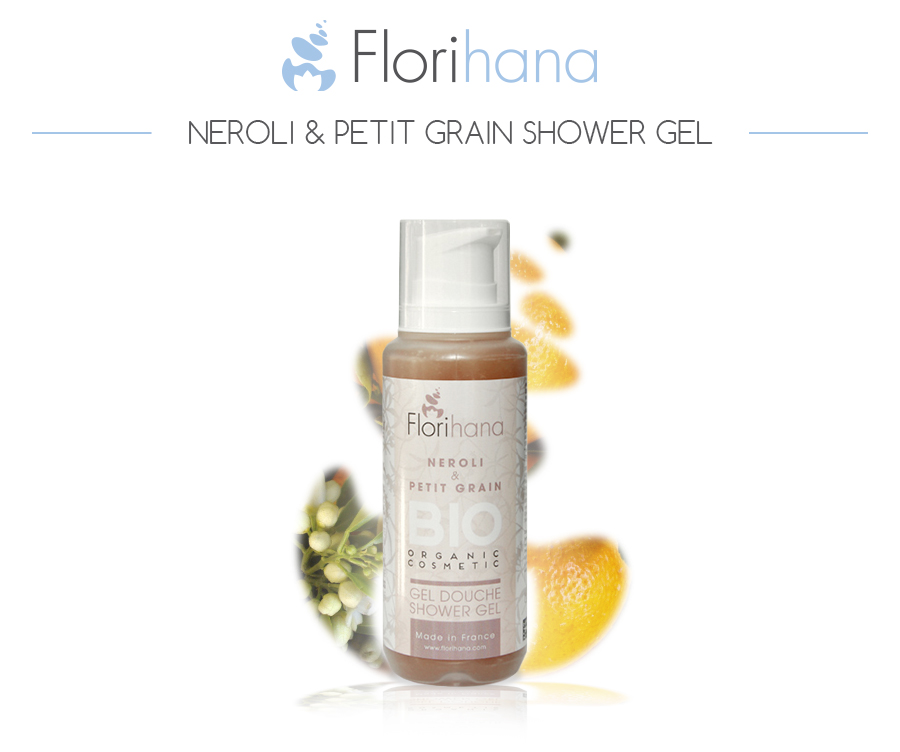 Florihana
NEROLI & PETIT GRAIN SHOWER GEL
Florihana
NEROLI
&
PETIT GRAIN
BIO
ORGANIC
COSMETIC
GEL DOUCHE
SHOWER GEL
Made in France
www.florihana.com